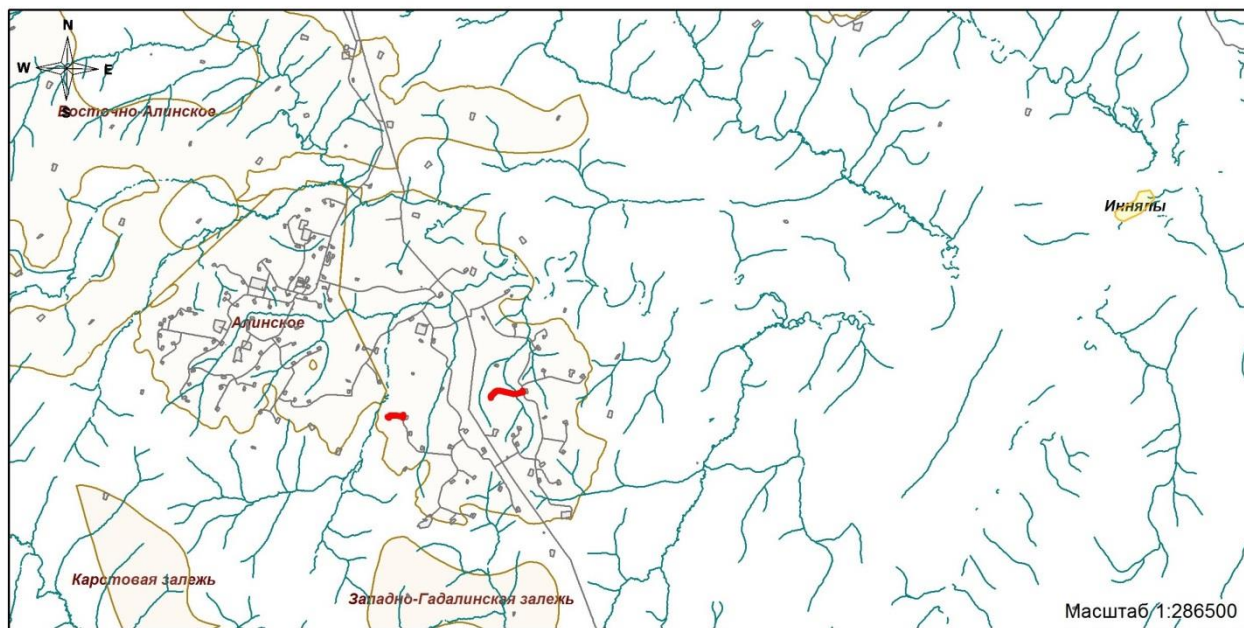 N
W E
S
Восточно-Алинское
Иннялы
Алинское
Карстовая залежь
Западно-Гадалинская залежь
Масштаб 1:286500